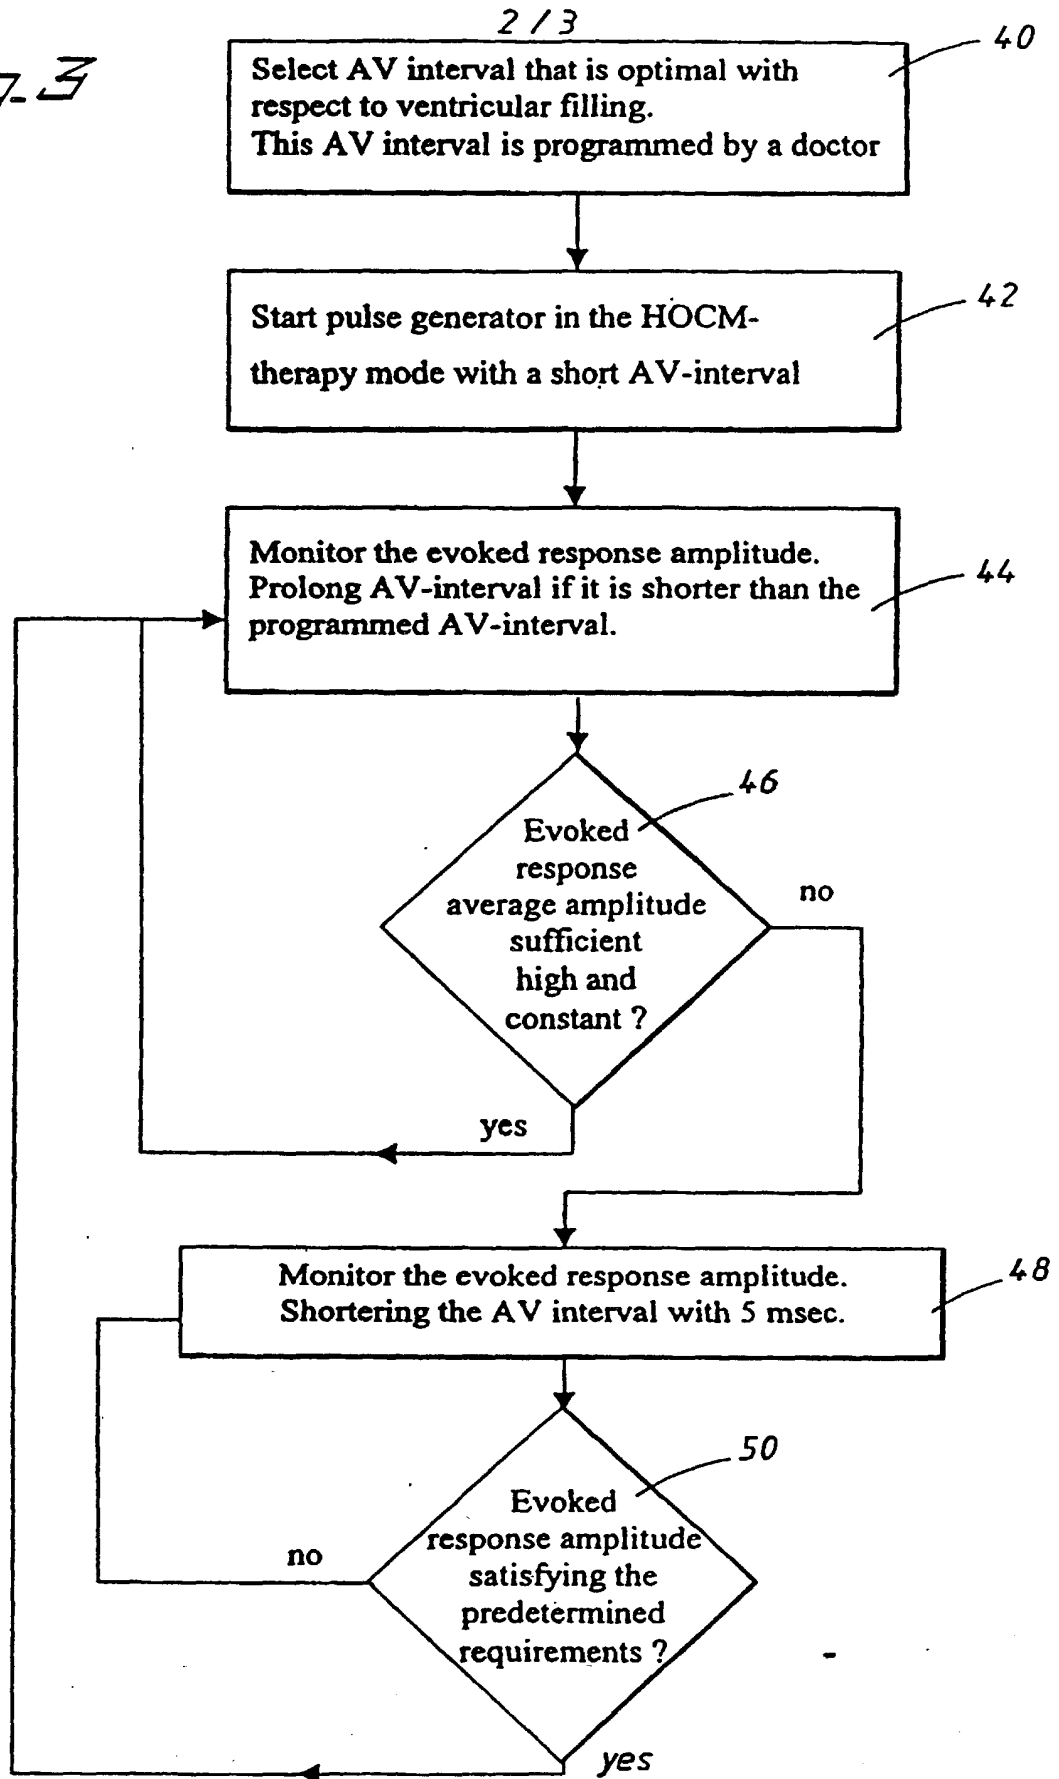 2 / 3
3
40
Select AV interval that is optimal with
respect to ventricular filling.
This AV interval is programmed by a doctor
42
Start pulse generator in the HOCM-
therapy mode with a short AV-interval
44
Monitor the evoked response amplitude.
Prolong AV-interval if it is shorter than the
programmed AV-interval.
46
Evoked
response
average amplitude
sufficient
high and
constant ?
no
yes
48
Monitor the evoked response amplitude.
Shortering the AV interval with 5 msec.
50
Evoked
response amplitude
satisfying the
predetermined
requirements ?
no
yes